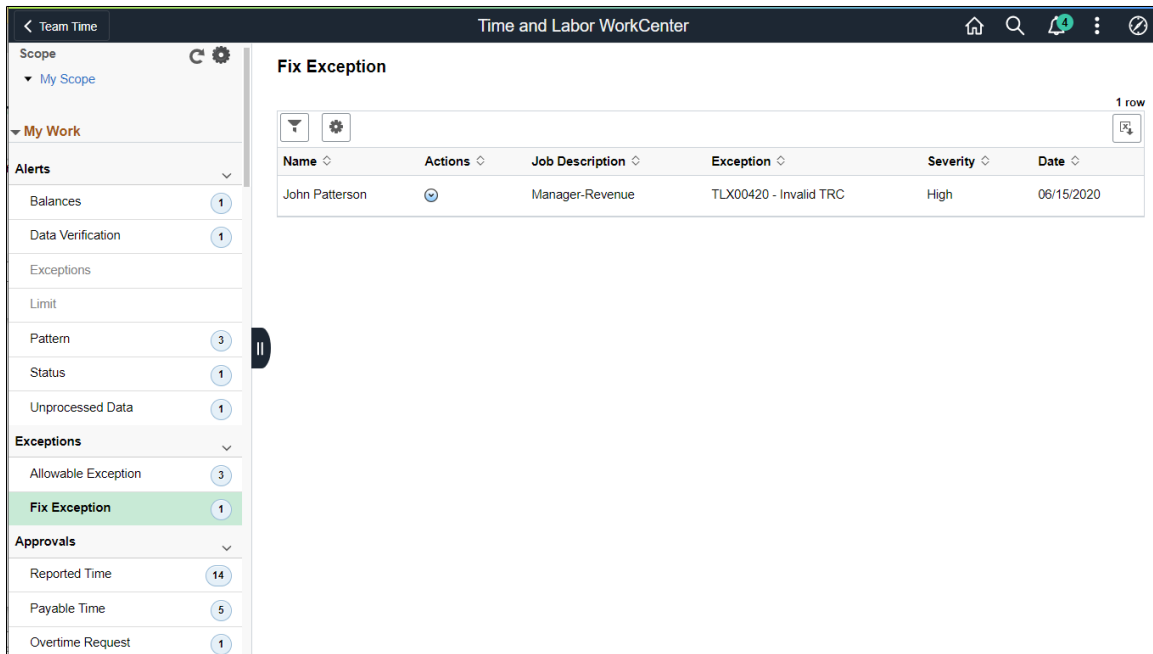 Team Time
Time and Labor WorkCenter
4
Scope
My Scope
My Work
Alerts
Balances 1
Data Verification 1
Exceptions
Limit
Pattern 3
Status 1
Unprocessed Data 1
Exceptions
Allowable Exception 3
Fix Exception 1
Approvals
Reported Time 14
Payable Time 5
Overtime Request 1
Fix Exception
1 row
Name Actions Job Description Exception Severity Date
John Patterson Manager-Revenue TLX00420 - Invalid TRC High 06/15/2020